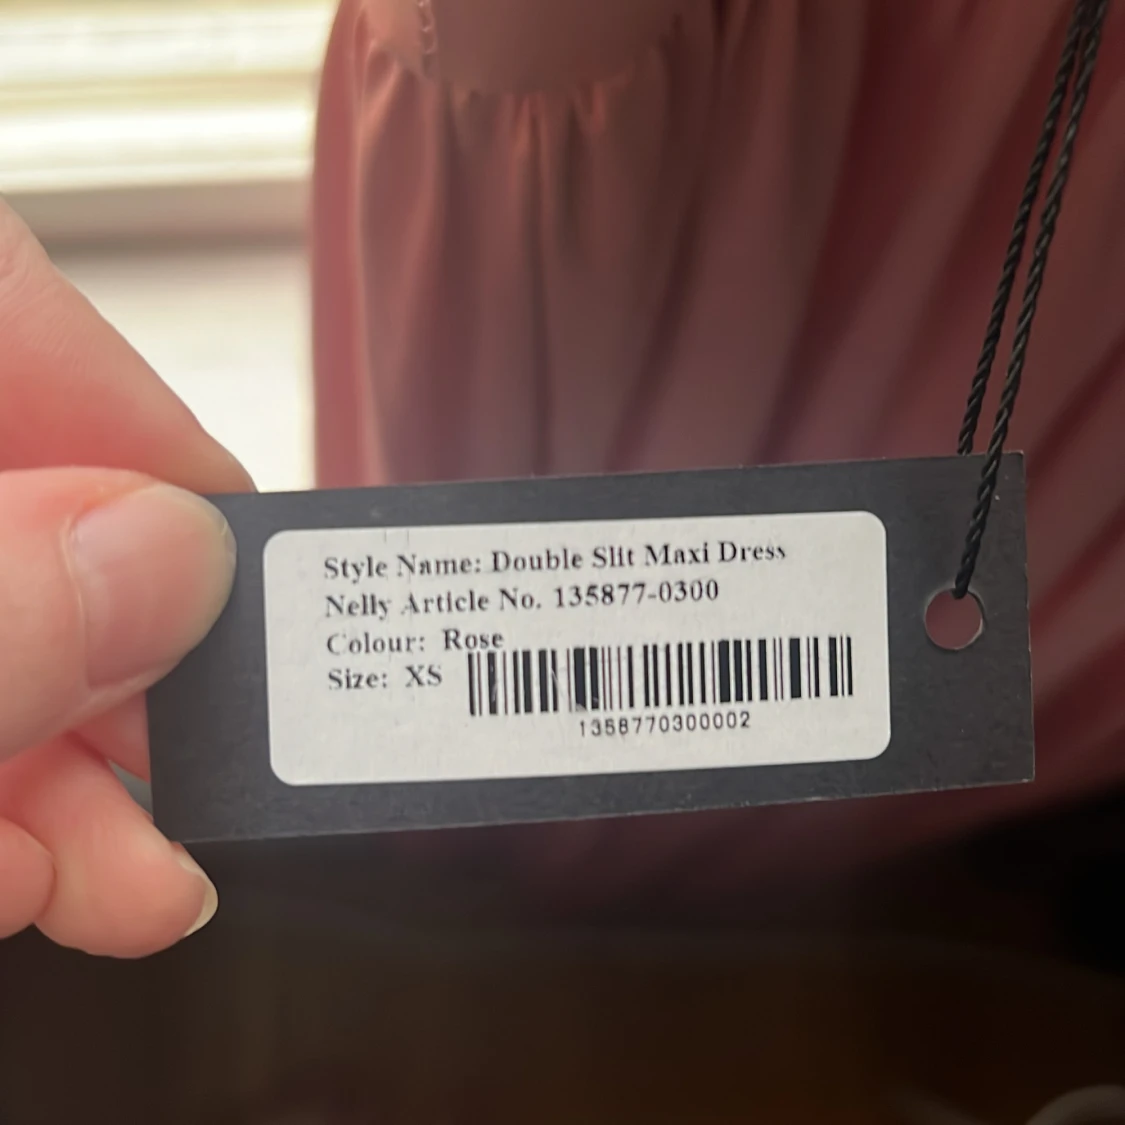 Style Name: Double Slit Maxi Dress
Nelly Article No. 135877-0300
Colour: Rose
Size: XS
1358770300002